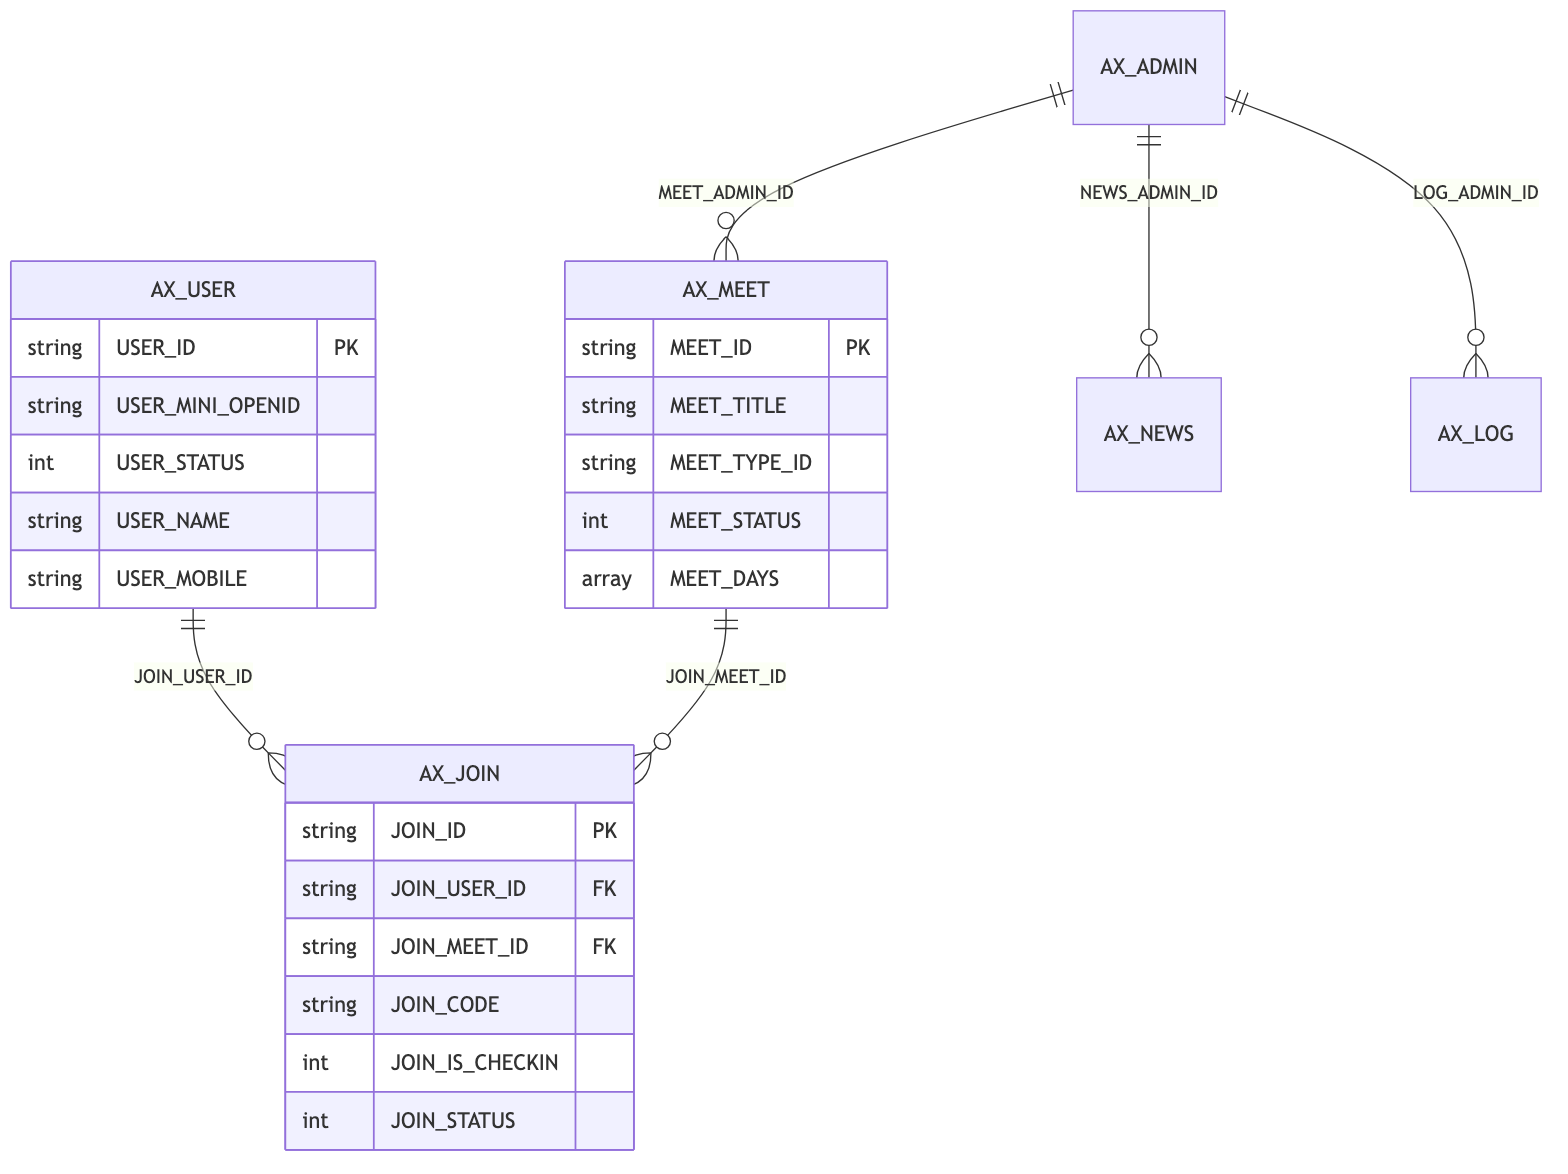 AX_ADMIN
MEET_ADMIN_ID
NEWS_ADMIN_ID
LOG_ADMIN_ID
AX_USER
string USER_ID PK
string USER_MINI_OPENID
int USER_STATUS
string USER_NAME
string USER_MOBILE
AX_MEET
string MEET_ID PK
string MEET_TITLE
string MEET_TYPE_ID
int MEET_STATUS
array MEET_DAYS
AX_NEWS
AX_LOG
JOIN_USER_ID
JOIN_MEET_ID
AX_JOIN
string JOIN_ID PK
string JOIN_USER_ID FK
string JOIN_MEET_ID FK
string JOIN_CODE
int JOIN_IS_CHECKIN
int JOIN_STATUS